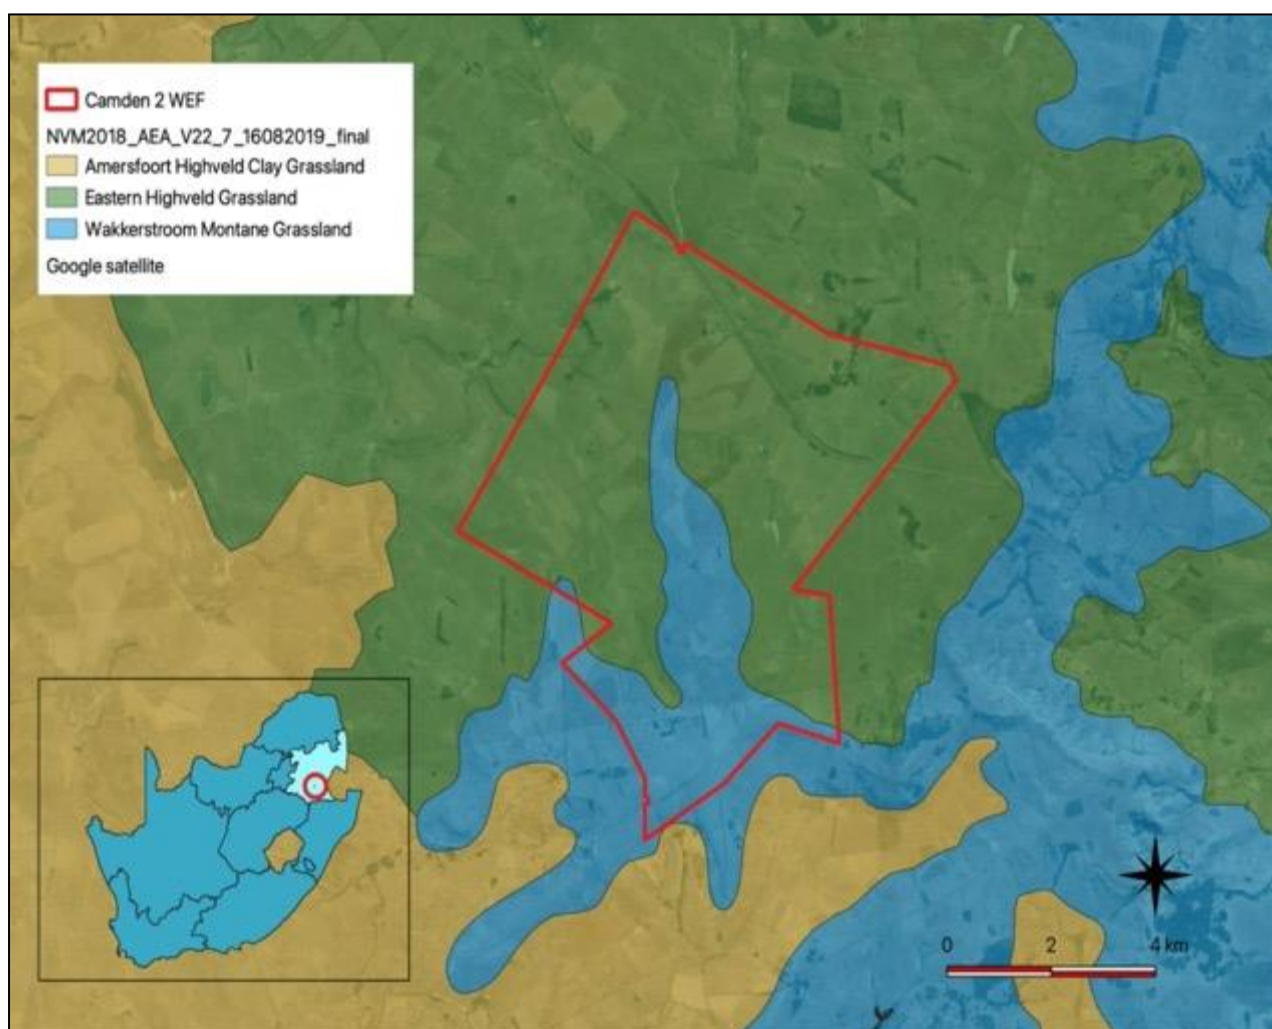 Camden 2 WEF
NVM2018_AEA_V22_7_16082019_final
Amersfoort Highveld Clay Grassland
Eastern Highveld Grassland
Wakkerstroom Montane Grassland
Google satellite
0 2 4 km